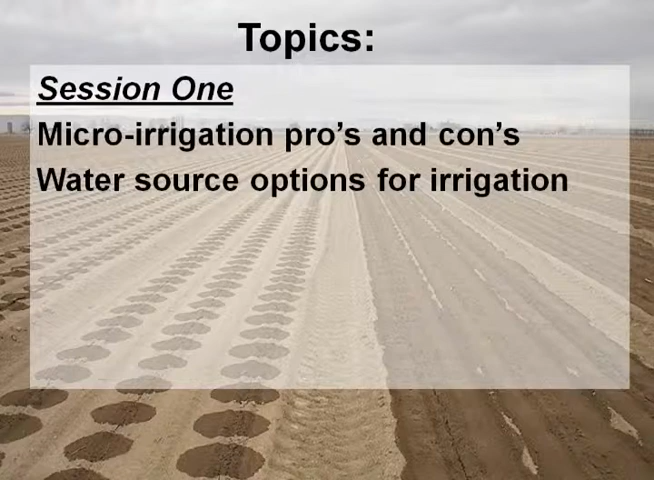 Topics:
Session One
Micro-irrigation pro’s and con’s
Water source options for irrigation